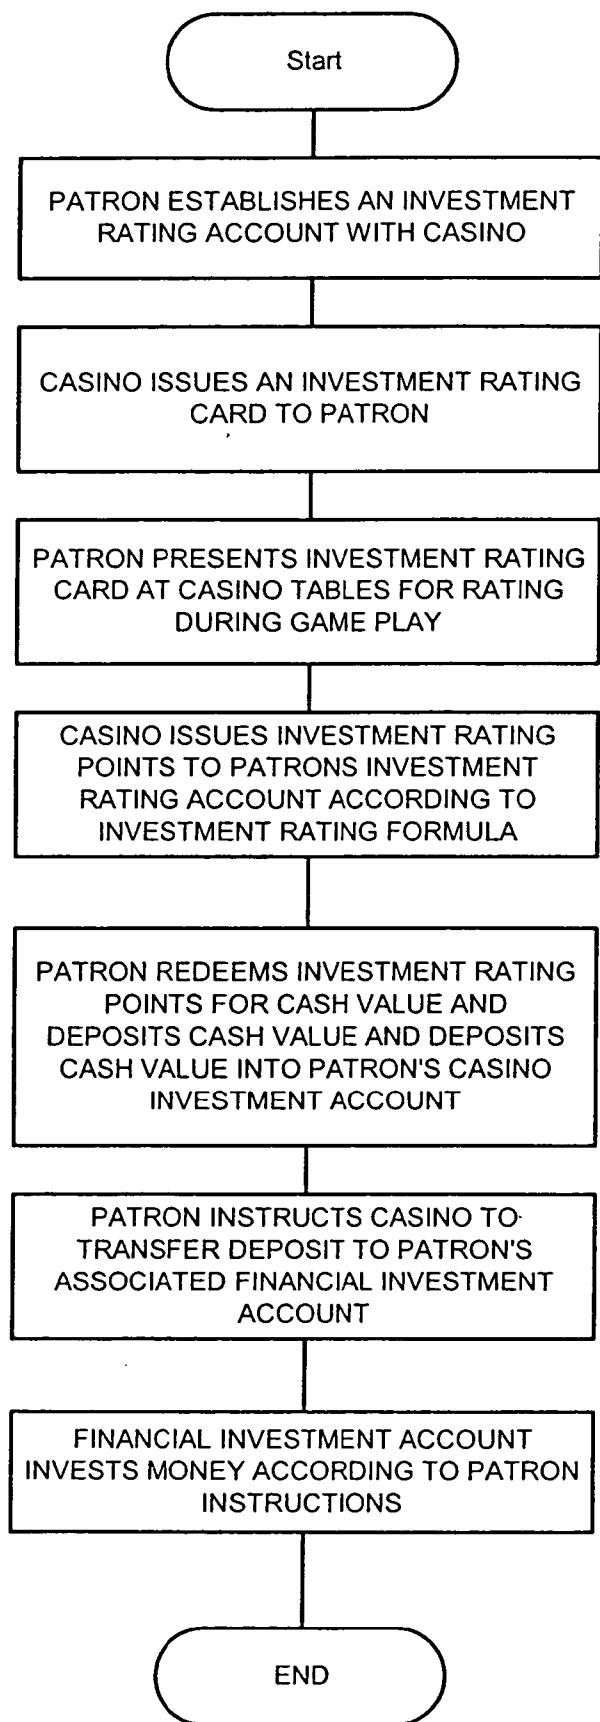 Start
PATRON ESTABLISHES AN INVESTMENT
RATING ACCOUNT WITH CASINO
CASINO ISSUES AN INVESTMENT RATING
CARD TO PATRON
PATRON PRESENTS INVESTMENT RATING
CARD AT CASINO TABLES FOR RATING
DURING GAME PLAY
CASINO ISSUES INVESTMENT RATING
POINTS TO PATRONS INVESTMENT
RATING ACCOUNT ACCORDING TO
INVESTMENT RATING FORMULA
PATRON REDEEMS INVESTMENT RATING
POINTS FOR CASH VALUE AND
DEPOSITS CASH VALUE AND DEPOSITS
CASH VALUE INTO PATRON'S CASINO
INVESTMENT ACCOUNT
PATRON INSTRUCTS CASINO TO
TRANSFER DEPOSIT TO PATRON'S
ASSOCIATED FINANCIAL INVESTMENT
ACCOUNT
FINANCIAL INVESTMENT ACCOUNT
INVESTS MONEY ACCORDING TO PATRON
INSTRUCTIONS
END